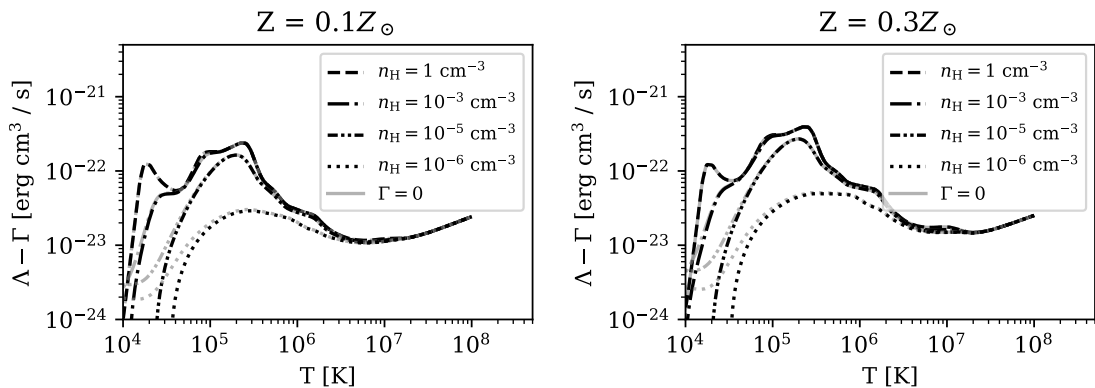 Z = 0.1Z⊙
Λ − Γ [erg cm³ / s]
10⁻²¹
10⁻²²
10⁻²³
10⁻²⁴
n_H = 1 cm⁻³
n_H = 10⁻³ cm⁻³
n_H = 10⁻⁵ cm⁻³
n_H = 10⁻⁶ cm⁻³
Γ = 0
10⁴ 10⁵ 10⁶ 10⁷ 10⁸
T [K]
Z = 0.3Z⊙
Λ − Γ [erg cm³ / s]
10⁻²¹
10⁻²²
10⁻²³
10⁻²⁴
n_H = 1 cm⁻³
n_H = 10⁻³ cm⁻³
n_H = 10⁻⁵ cm⁻³
n_H = 10⁻⁶ cm⁻³
Γ = 0
10⁴ 10⁵ 10⁶ 10⁷ 10⁸
T [K]